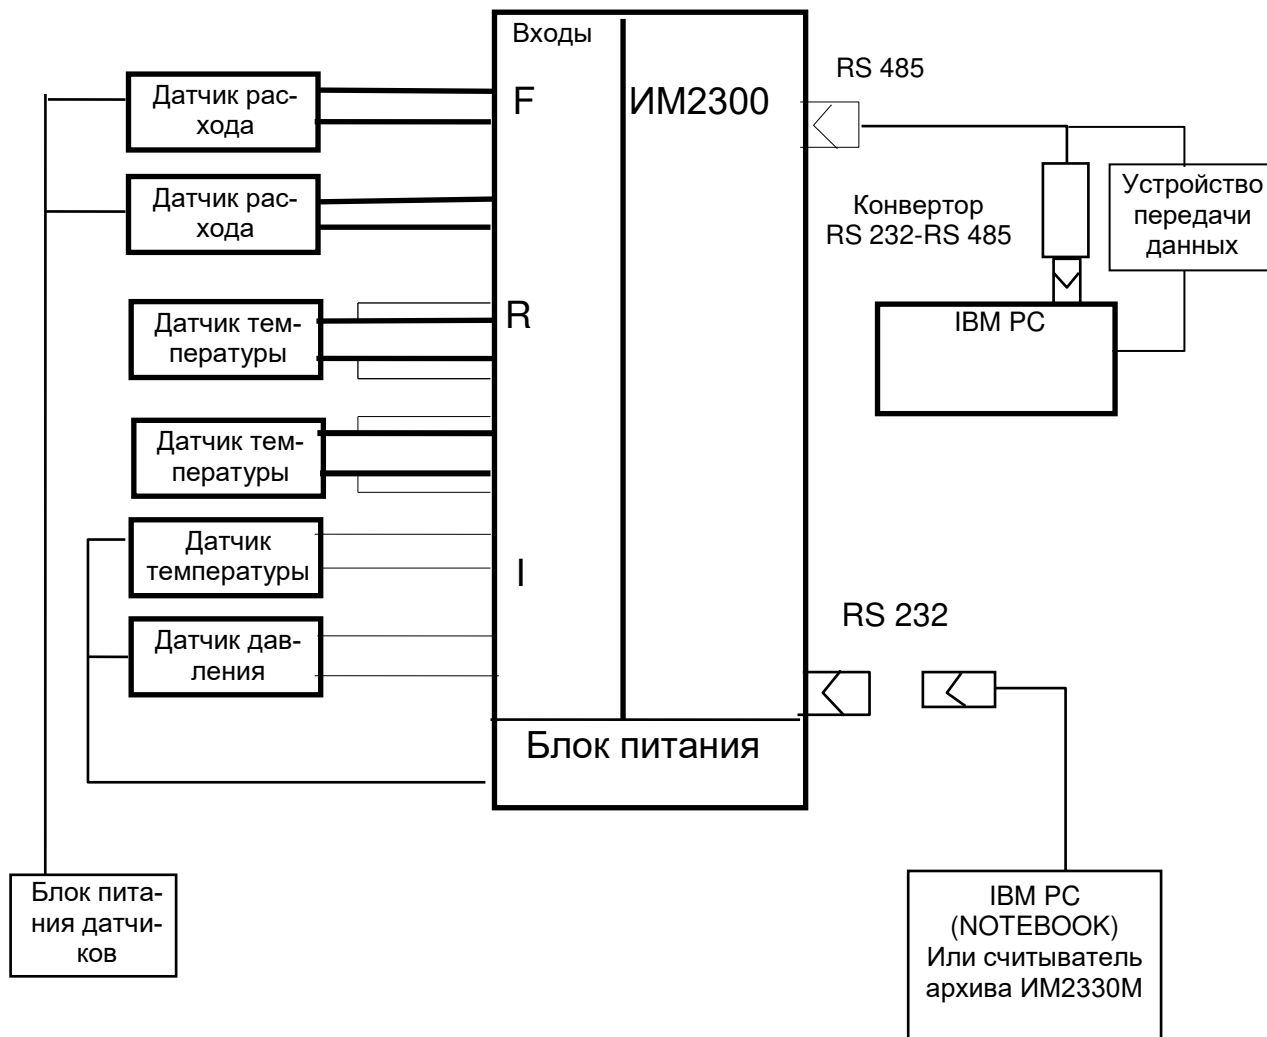 Входы
RS 485
F
ИМ2300
Датчик рас-
хода
Датчик рас-
хода
Устройство
передачи
данных
Конвертор
RS 232-RS 485
R
Датчик тем-
пературы
IBM PC
Датчик тем-
пературы
Датчик
температуры
I
RS 232
Датчик дав-
ления
Блок питания
Блок пита-
ния датчи-
ков
IBM PC
(NOTEBOOK)
Или считыватель
архива ИМ2330М